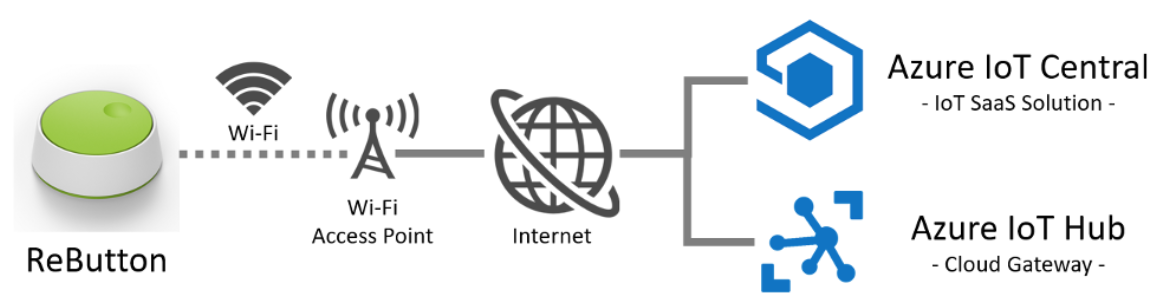 ReButton
Wi-Fi
Wi-Fi
Access Point
Internet
Azure IoT Central
- IoT SaaS Solution -
Azure IoT Hub
- Cloud Gateway -